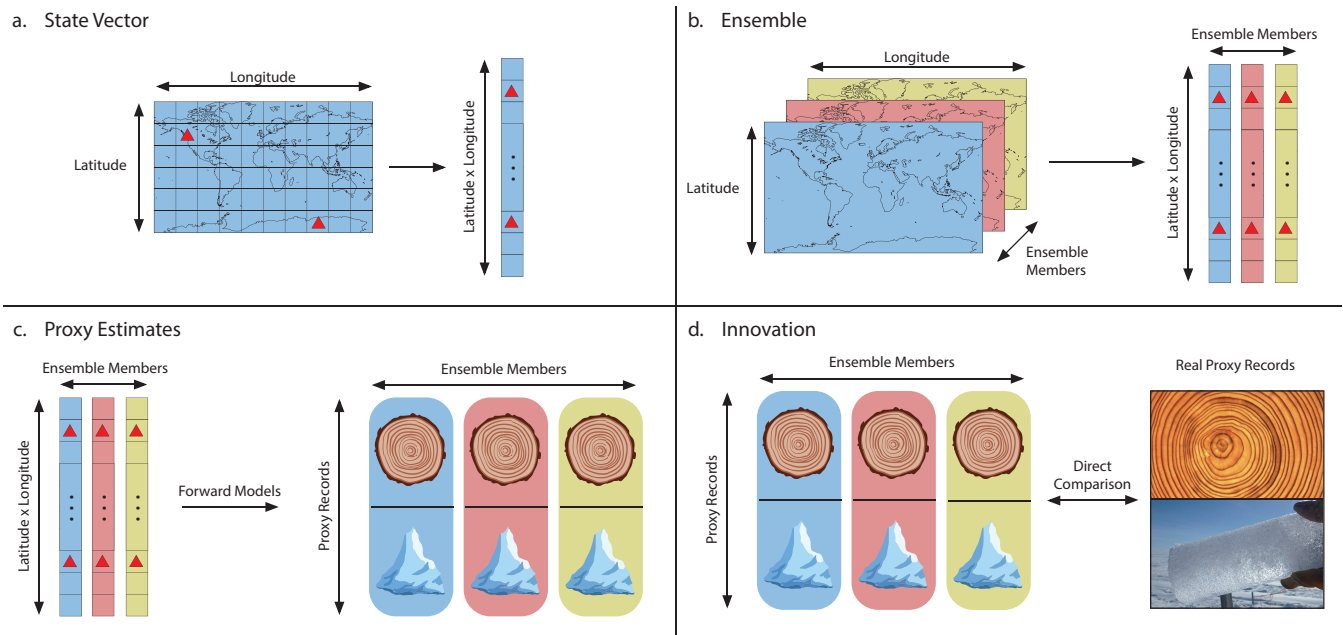 a. State Vector
Longitude
Latitude
Latitude x Longitude
b. Ensemble
Longitude
Latitude
Ensemble
Members
Ensemble Members
Latitude x Longitude
c. Proxy Estimates
Ensemble Members
Latitude x Longitude
Forward Models
Ensemble Members
Proxy Records
d. Innovation
Ensemble Members
Proxy Records
Direct
Comparison
Real Proxy Records